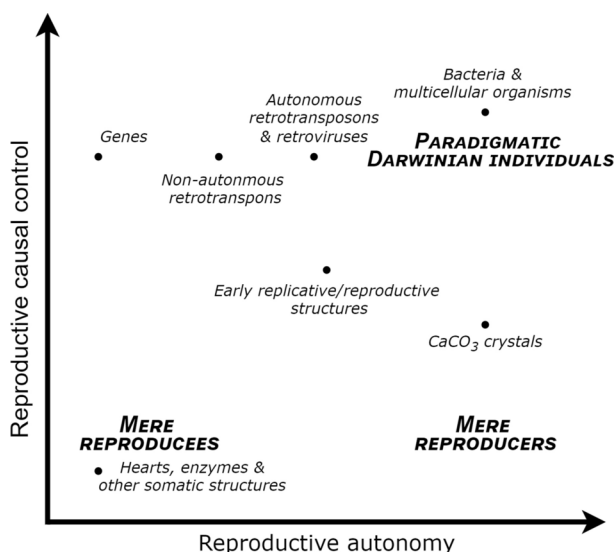 Reproductive causal control
Bacteria &
multicellular organisms
Autonomous
retrotransposons
& retroviruses
Genes
PARADIGMATIC
DARWINIAN INDIVIDUALS
Non-autonmous
retrotranspons
Early replicative/reproductive
structures
CaCO3 crystals
MERE
REPRODUCEES
MERE
REPRODUCERS
Hearts, enzymes &
other somatic structures
Reproductive autonomy